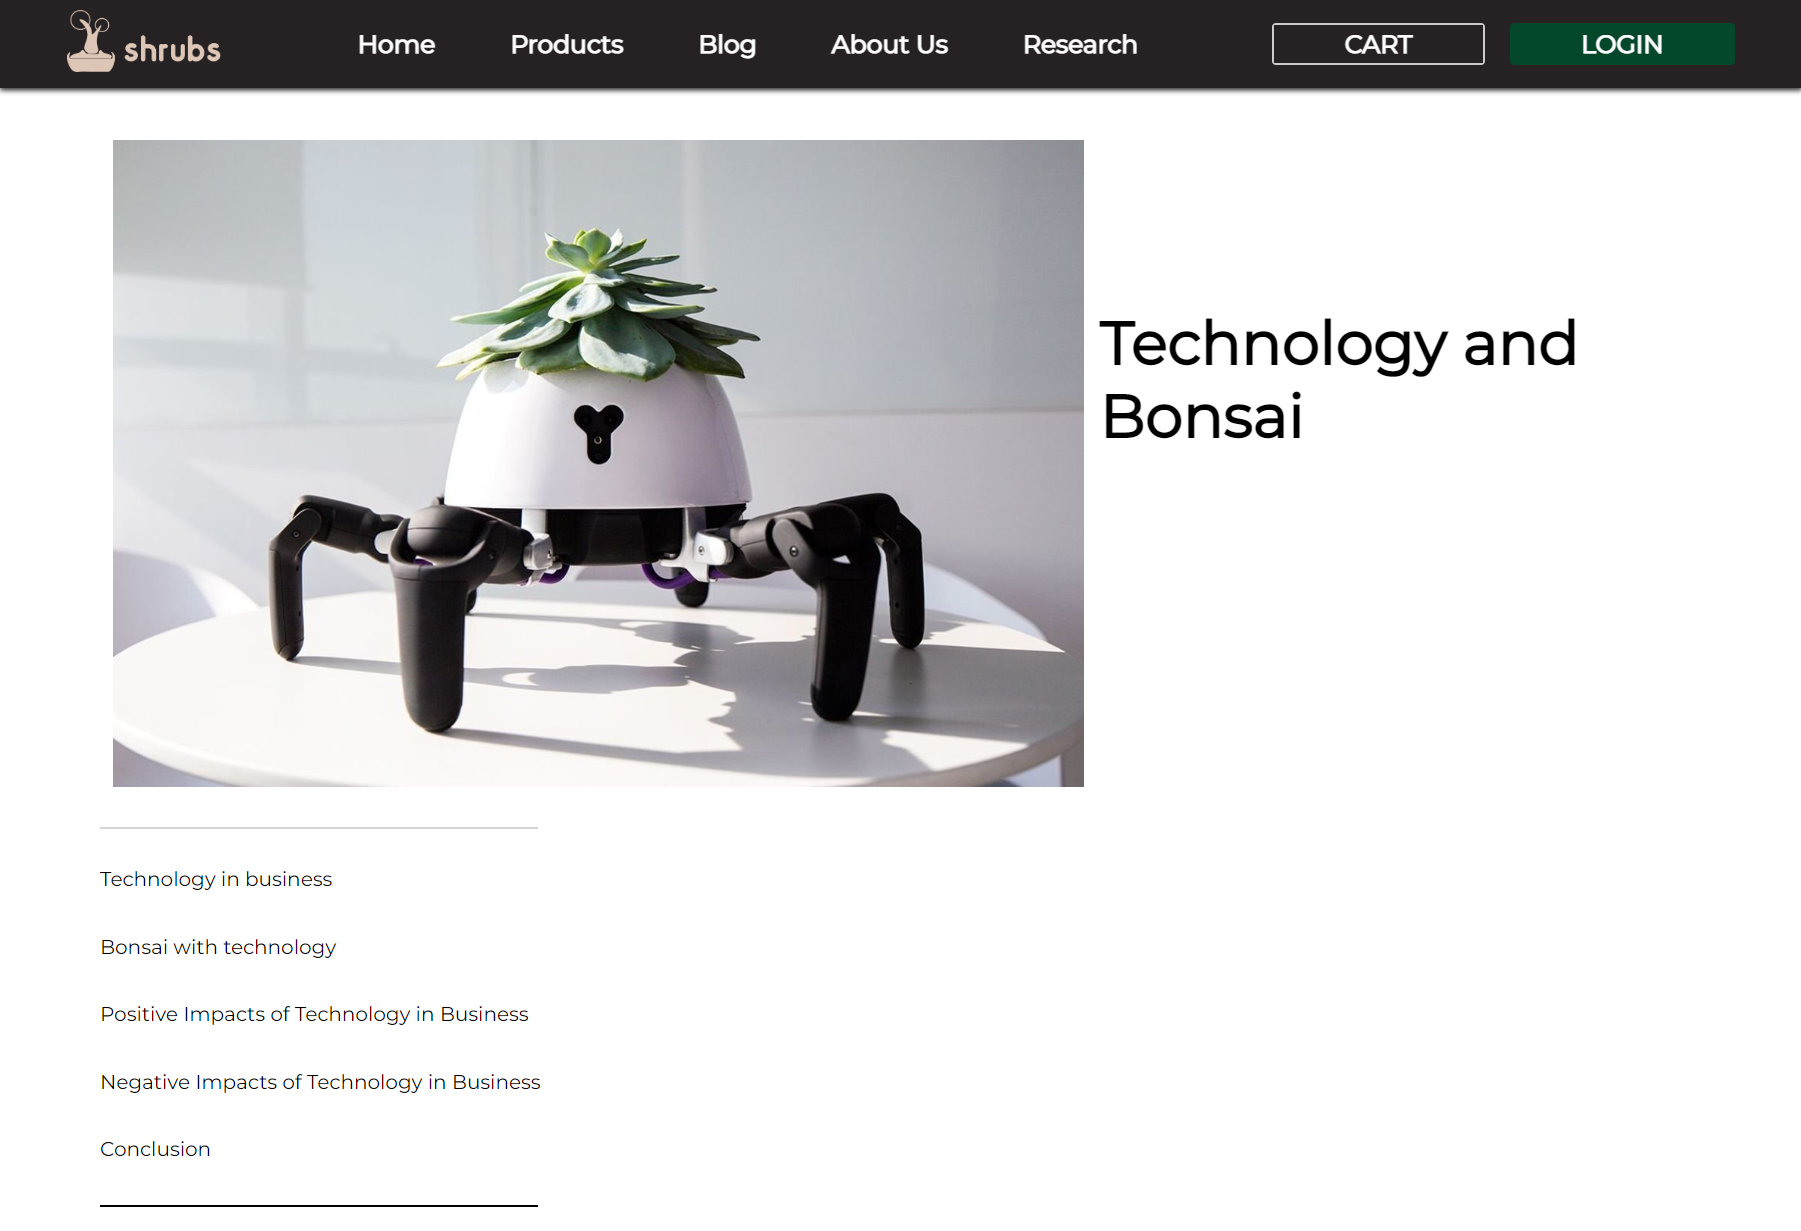 shrubs
Home Products Blog About Us Research CART LOGIN
Technology and
Bonsai
Technology in business
Bonsai with technology
Positive Impacts of Technology in Business
Negative Impacts of Technology in Business
Conclusion